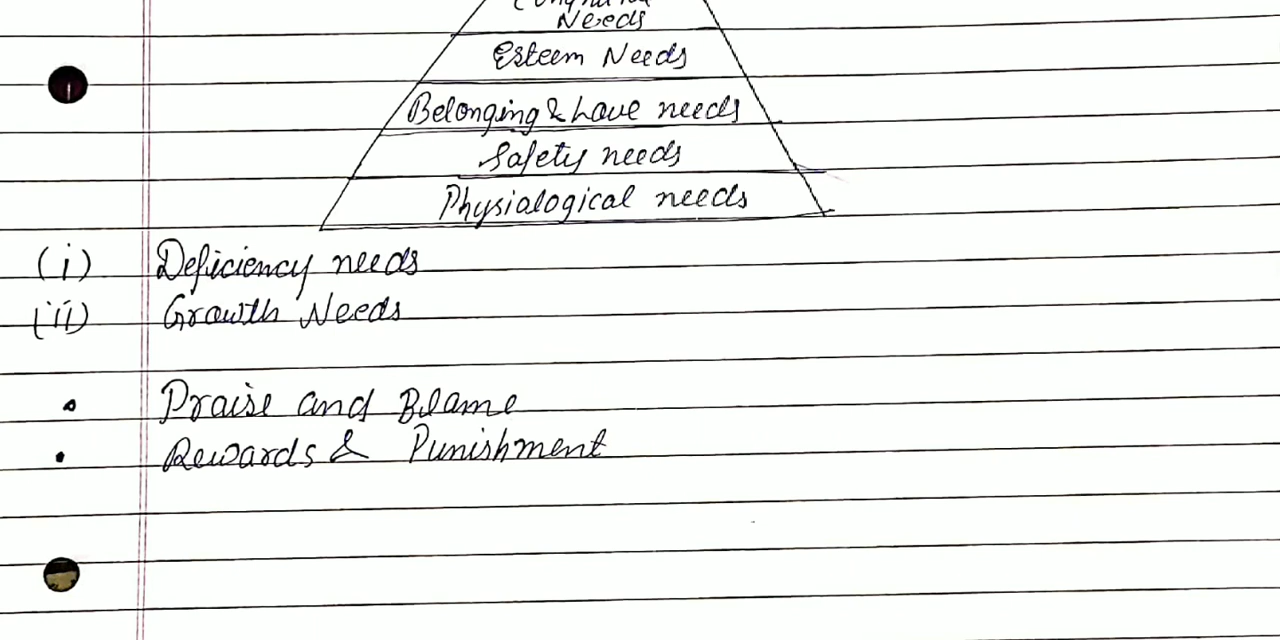 Needs
Esteem Needs
Belonging & Love needs
Safety needs
Physialogical needs
(i) Deficiency needs
(ii) Growth Needs
• Praise and Blame
• Rewards & Punishment